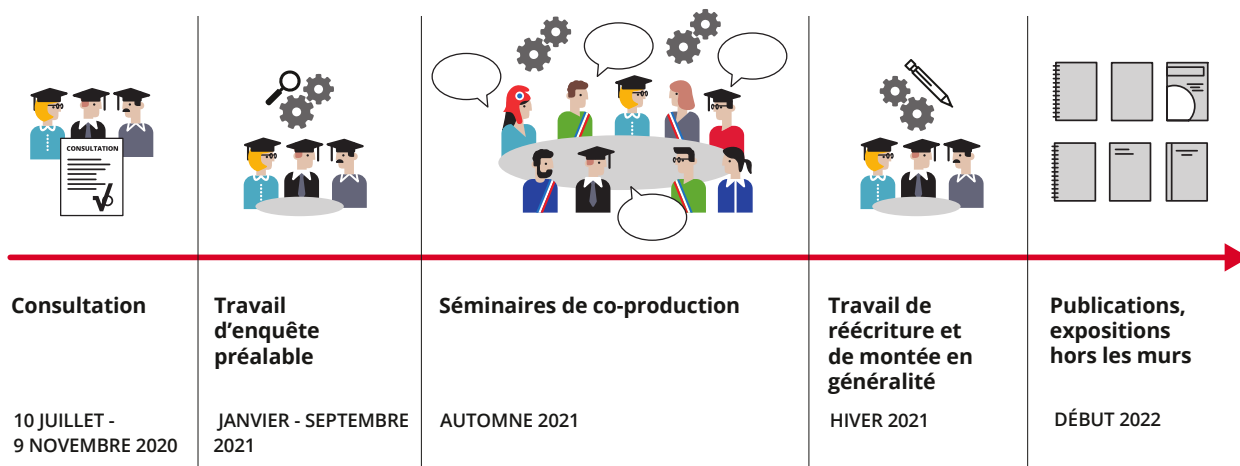 CONSULTATION
Consultation
10 JUILLET -
9 NOVEMBRE 2020
Travail
d’enquête
préalable
JANVIER - SEPTEMBRE
2021
Séminaires de co-production
AUTOMNE 2021
Travail de
réécriture et
de montée en
généralité
HIVER 2021
Publications,
expositions
hors les murs
DÉBUT 2022